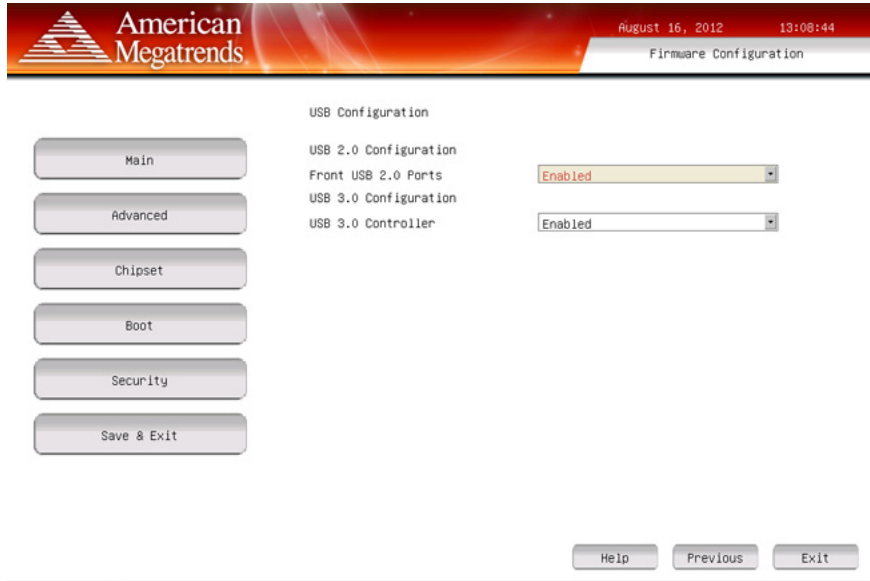 American
Megatrends
August 16, 2012 13:08:44
Firmware Configuration
USB Configuration
USB 2.0 Configuration
Front USB 2.0 Ports Enabled
USB 3.0 Configuration
USB 3.0 Controller Enabled
Main
Advanced
Chipset
Boot
Security
Save & Exit
Help Previous Exit